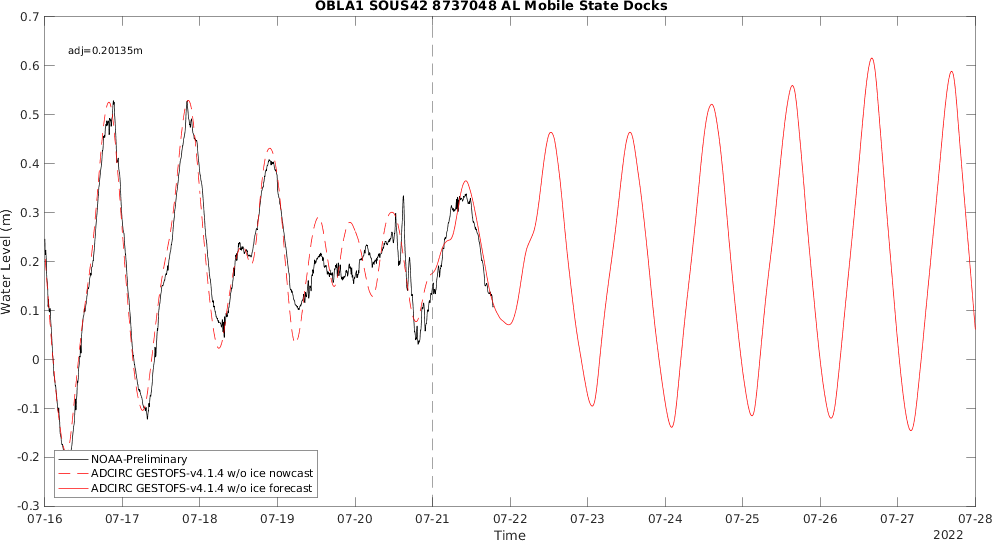 OBLA1 SOUS42 8737048 AL Mobile State Docks
adj=0.20135m
Water Level (m)
0.7
0.6
0.5
0.4
0.3
0.2
0.1
0
-0.1
-0.2
-0.3
NOAA-Preliminary
ADCIRC GESTOFS-v4.1.4 w/o ice nowcast
ADCIRC GESTOFS-v4.1.4 w/o ice forecast
07-16 07-17 07-18 07-19 07-20 07-21 07-22 07-23 07-24 07-25 07-26 07-27 07-28
Time
2022